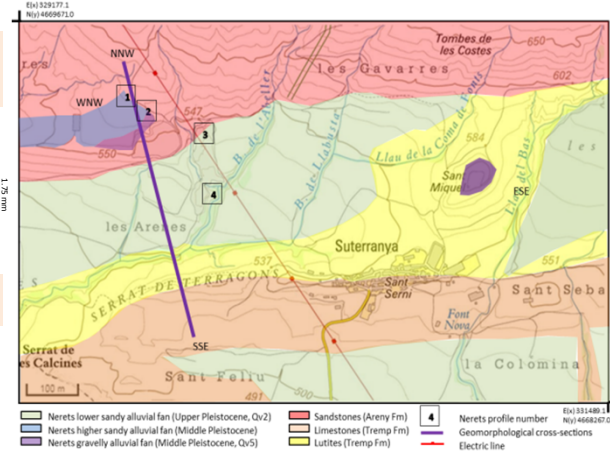 E(x) 329177.1
N(y) 4669671.0
Tombes de
les Costes
650
NNW
les Gavarres
602
res
WNW
1
2
547
3
B. de l'Abeller
B. de Llabusta
Llau de la Coma de Fonts
584
les
550
1.75 mm
4
San
Miquel
Llau del Bas
ESE
les Arenes
Suterranya
537
551
S
SERRAT DE TERRAGONS
Sant
Serni
Sant Seba
Font
Nova
Serrat de
es Calcines
SSE
la Colomina
Sant Feliu
100 m
491
500
E(x) 331489.1
N(y) 4668267.0
Nerets lower sandy alluvial fan (Upper Pleistocene, Qv2)
Nerets higher sandy alluvial fan (Middle Pleistocene)
Nerets gravelly alluvial fan (Middle Pleistocene, Qv5)
Sandstones (Areny Fm)
Limestones (Tremp Fm)
Lutites (Tremp Fm)
4
Nerets profile number
Geomorphological cross-sections
Electric line